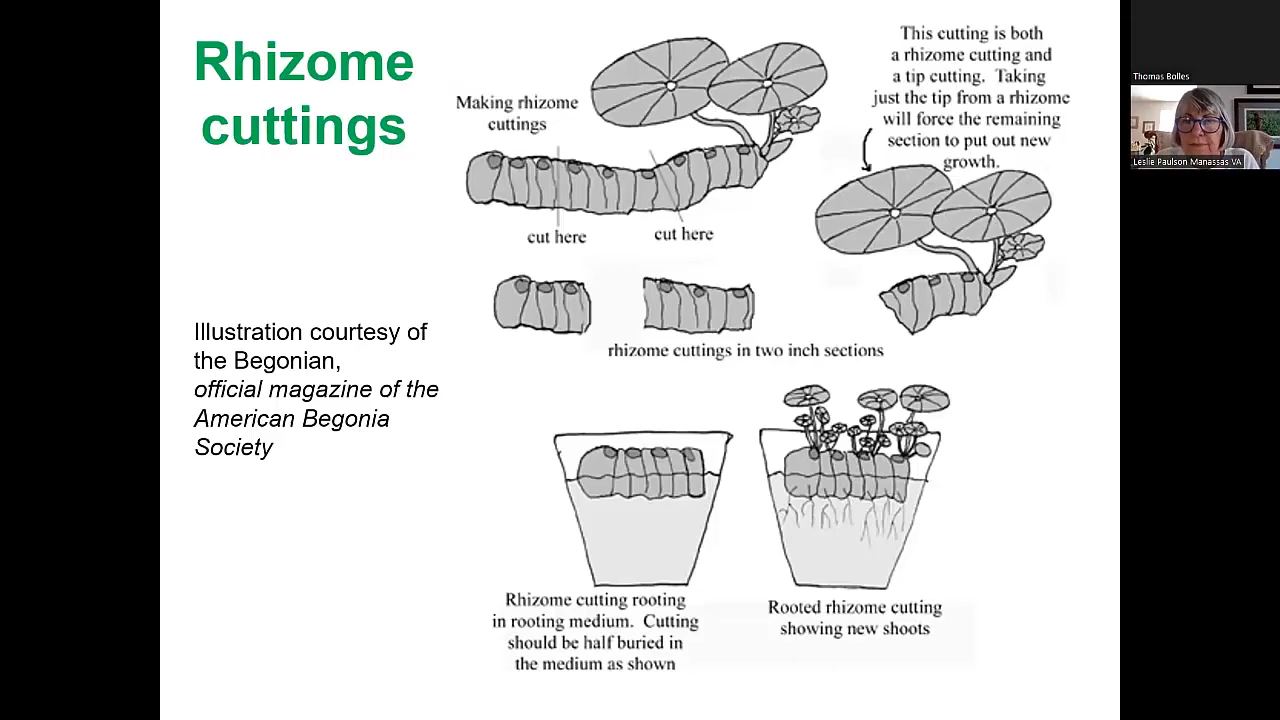 Rhizome
cuttings
Illustration courtesy of
the Begonian,
official magazine of the
American Begonia
Society
Making rhizome
cuttings
cut here
cut here
This cutting is both
a rhizome cutting and
a tip cutting. Taking
just the tip from a rhizome
will force the remaining
section to put out new
growth.
rhizome cuttings in two inch sections
Rhizome cutting rooting
in rooting medium. Cutting
should be half buried in
the medium as shown
Rooted rhizome cutting
showing new shoots
Thomas Bolles
Leslie Paulson Manassas VA